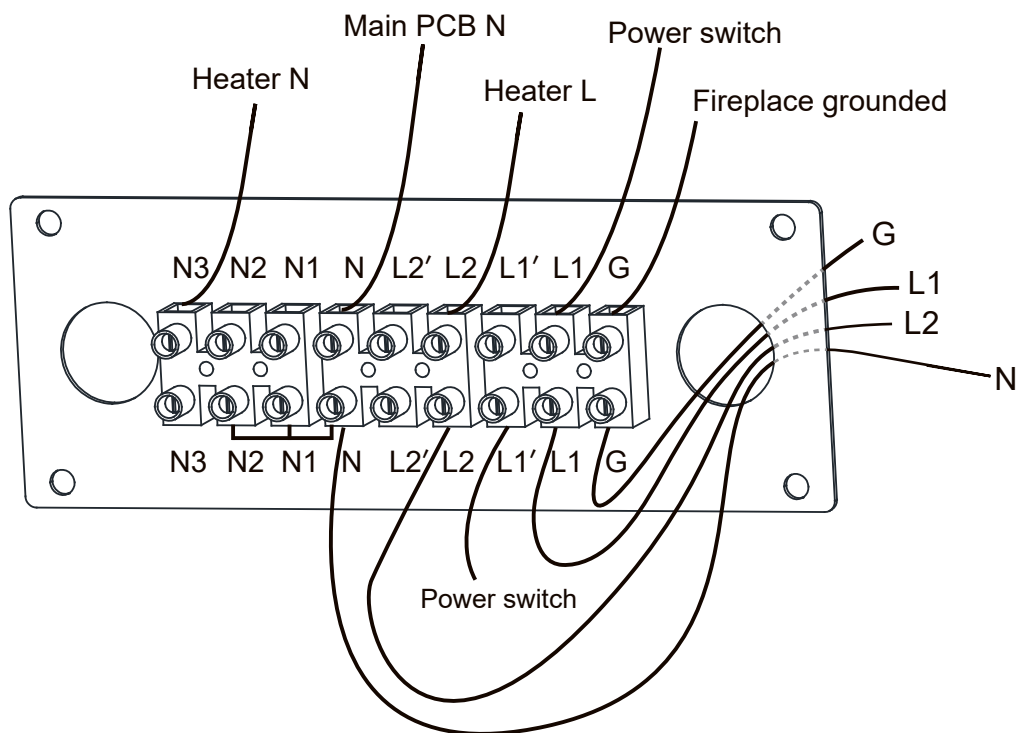 Main PCB N
Power switch
Heater N
Heater L
Fireplace grounded
G
N3 N2 N1 N L2′ L2 L1′ L1 G
L1
L2
N
N3 N2 N1 N L2′ L2 L1′ L1 G
Power switch